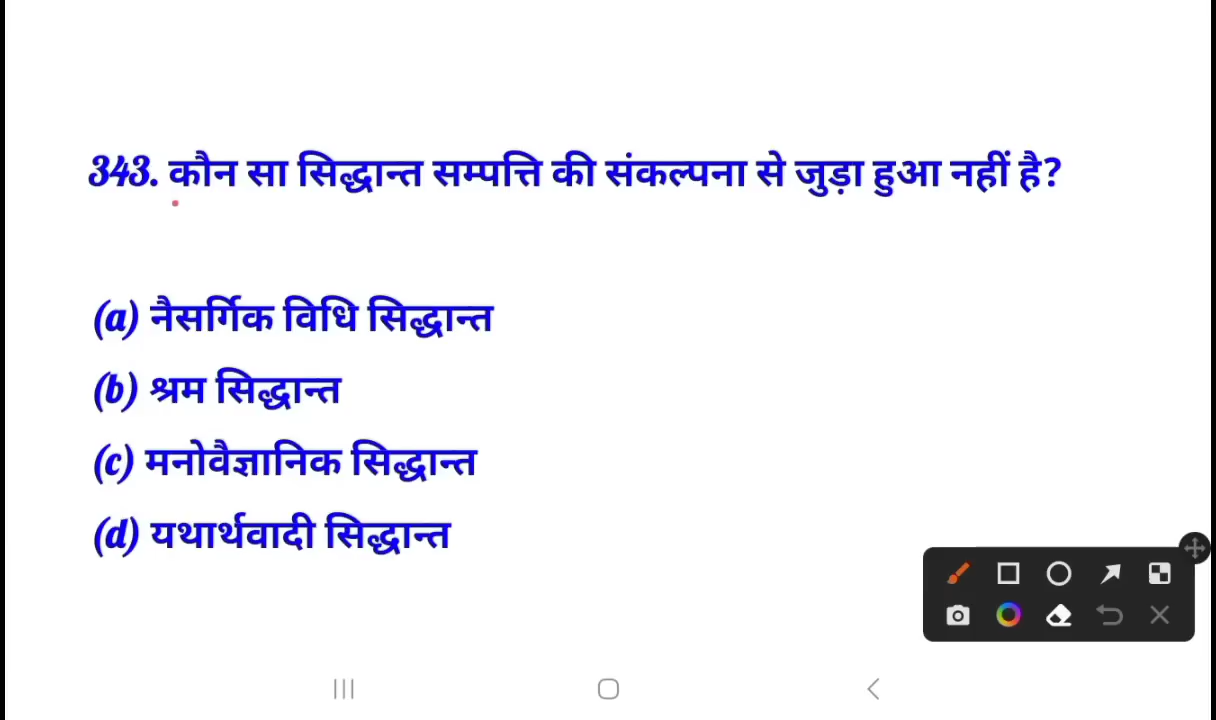 343. कौन सा सिद्धान्त सम्पत्ति की संकल्पना से जुड़ा हुआ नहीं है?
(a) नैसर्गिक विधि सिद्धान्त
(b) श्रम सिद्धान्त
(c) मनोवैज्ञानिक सिद्धान्त
(d) यथार्थवादी सिद्धान्त